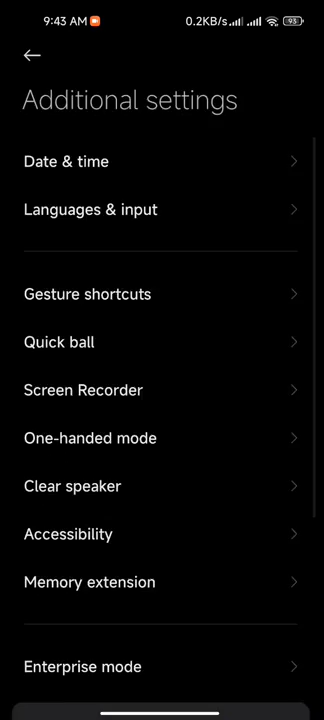 9:43 AM 0.2KB/s 93
Additional settings
Date & time
Languages & input
Gesture shortcuts
Quick ball
Screen Recorder
One-handed mode
Clear speaker
Accessibility
Memory extension
Enterprise mode